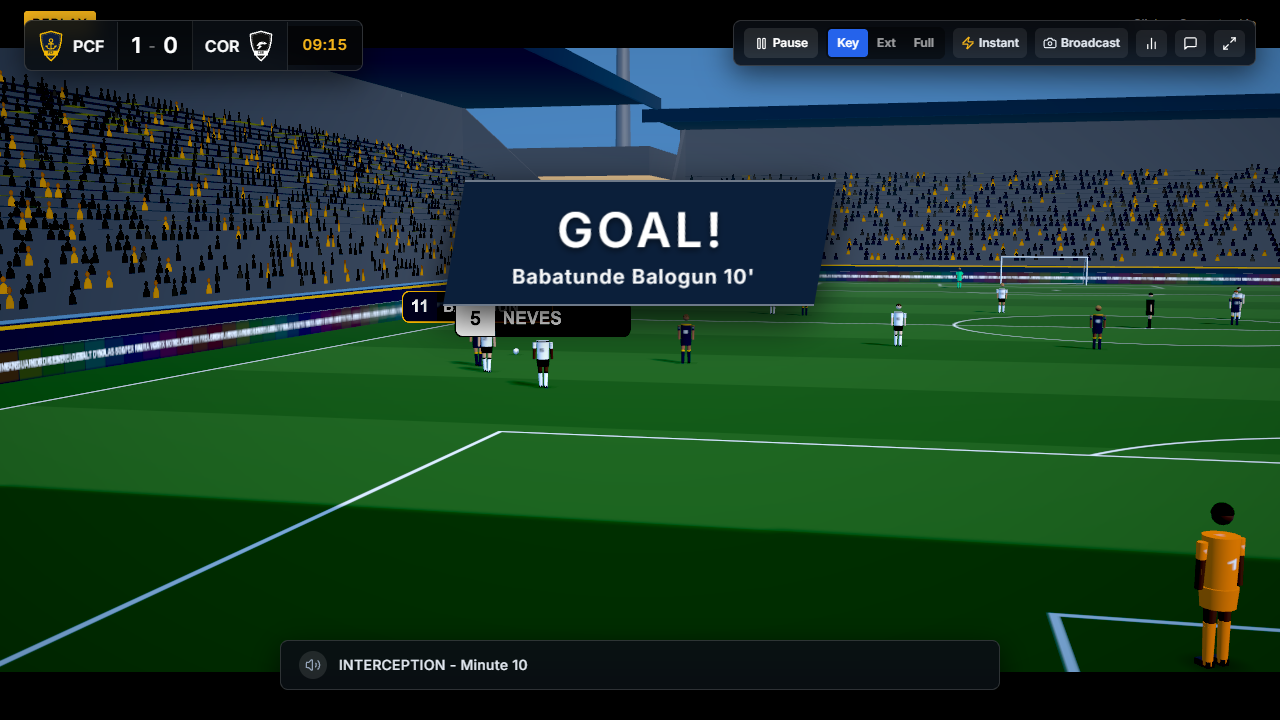 PCF
1 - 0
COR
09:15
Pause
Key
Ext
Full
Instant
Broadcast
GOAL!
Babatunde Balogun 10'
11
5 NEVES
INTERCEPTION - Minute 10